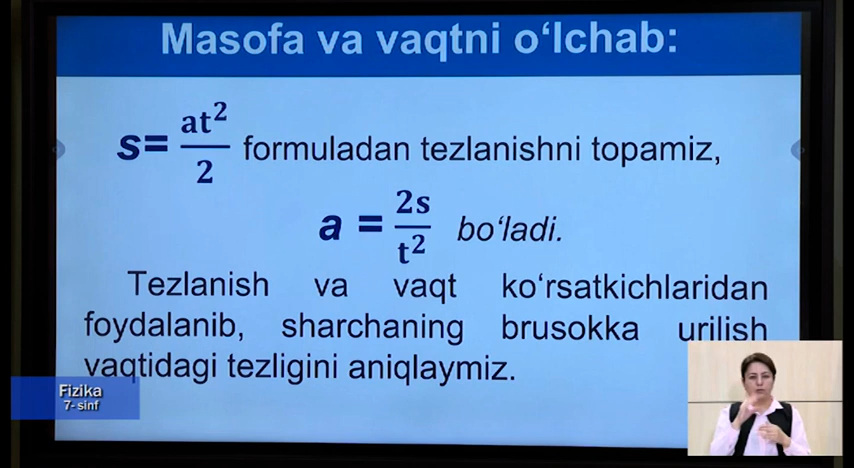 Masofa va vaqtni o‘lchab:
s= at²/2 formuladan tezlanishni topamiz,
a = 2s/t² bo‘ladi.
Tezlanish va vaqt ko‘rsatkichlaridan
foydalanib, sharchaning brusokka urilish
vaqtidagi tezligini aniqlaymiz.
Fizika
7- sinf